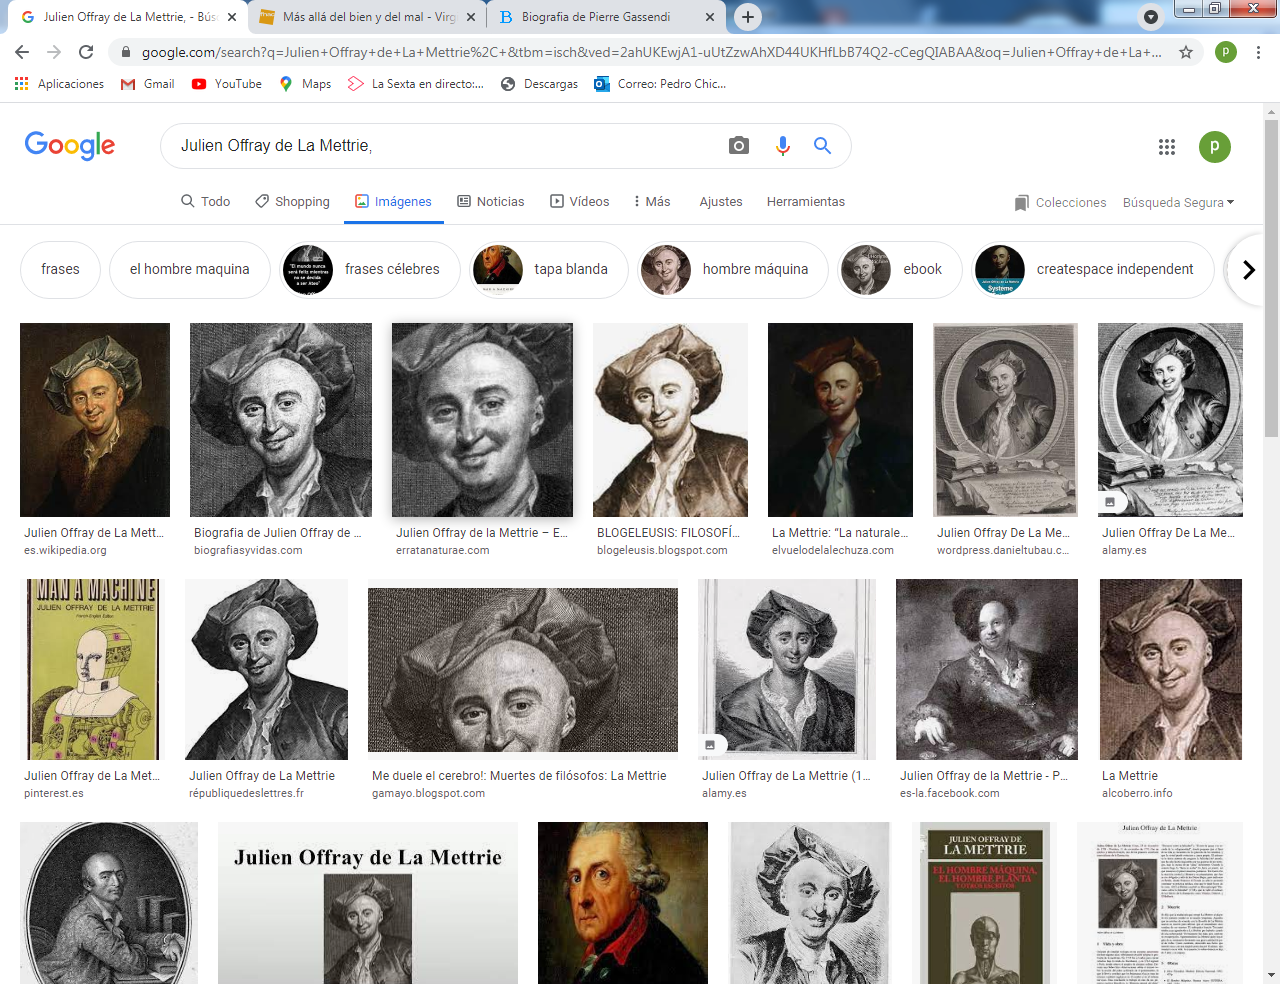 Julien Offray de La Mettrie, - Bús
Más allá del bien y del mal - Virg
Biografía de Pierre Gassendi
google.com/search?q=Julien+Offray+de+La+Mettrie%2C+&tbm=isch&ved=2ahUKEwjA1-uUtZzwAhXD44UKHfLbB74Q2-cCegQIABAA&oq=Julien+Offray+de+La+...
p
Aplicaciones
Gmail
YouTube
Maps
La Sexta en directo:...
Descargas
Correo: Pedro Chic...
Google
Julien Offray de La Mettrie,
p
Todo
Shopping
Imágenes
Noticias
Vídeos
Más
Ajustes
Herramientas
Colecciones
Búsqueda Segura
frases
el hombre maquina
frases célebres
tapa blanda
hombre máquina
ebook
createspace independent
Julien Offray de La Mett...
es.wikipedia.org
Biografia de Julien Offray de ...
biografiasyvidas.com
Julien Offray de la Mettrie – E...
erratanaturae.com
BLOGELEUSIS: FILOSOFÍ...
blogeleusis.blogspot.com
La Mettrie: “La naturale...
elvuelodelalechuza.com
Julien Offray De La Me...
wordpress.danieltubau.c...
Julien Offray De La Me...
alamy.es
MAN A MACHINE
JULIEN OFFRAY DE LA METTRIE
Julien Offray de La Met...
pinterest.es
Julien Offray de La Mettrie
républiquedeslettres.fr
Me duele el cerebro!: Muertes de filósofos: La Mettrie
gamayo.blogspot.com
Julien Offray de La Mettrie (1...
alamy.es
Julien Offray de la Mettrie - P...
es-la.facebook.com
La Mettrie
alcoberro.info
Julien Offray de La Mettrie
JULIEN OFFRAY DE
LA METTRIE
EL HOMBRE MÁQUINA,
EL HOMBRE PLANTA
Y OTROS ESCRITOS
Julien Offray de La Mettrie